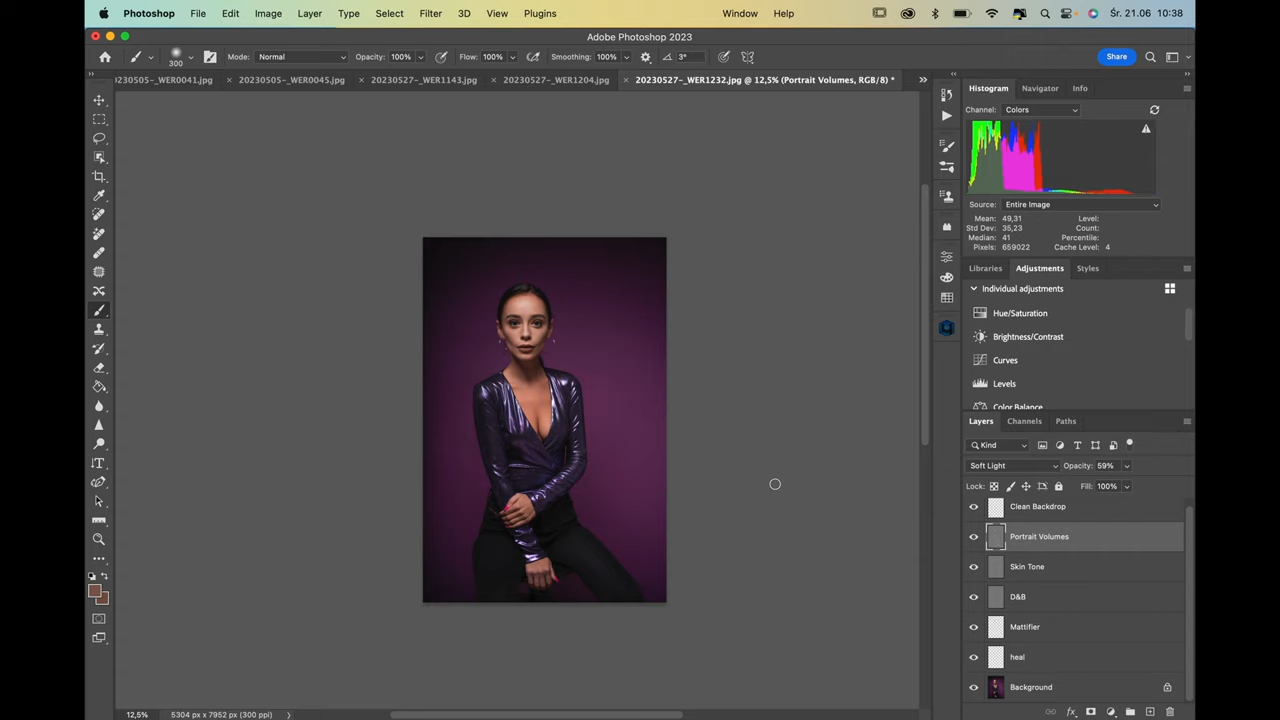 Photoshop File Edit Image Layer Type Select Filter 3D View Plugins Window Help Śr. 21.06 10:38
Adobe Photoshop 2023
300 Mode: Normal Opacity: 100% Flow: 100% Smoothing: 100% 3° Share
20230505-_WER0041.jpg 20230505-_WER0045.jpg 20230527-_WER1143.jpg 20230527-_WER1204.jpg 20230527-_WER1232.jpg @ 12,5% (Portrait Volumes, RGB/8) *
Histogram Navigator Info
Channel: Colors
Source: Entire Image
Mean: 49,31 Level:
Std Dev: 35,23 Count:
Median: 41 Percentile:
Pixels: 659022 Cache Level: 4
Libraries Adjustments Styles
Individual adjustments
Hue/Saturation
Brightness/Contrast
Curves
Levels
Color Balance
Layers Channels Paths
Kind
Soft Light Opacity: 59%
Lock: Fill: 100%
Clean Backdrop
Portrait Volumes
Skin Tone
D&B
Mattifier
heal
Background
12,5% 5304 px x 7952 px (300 ppi)